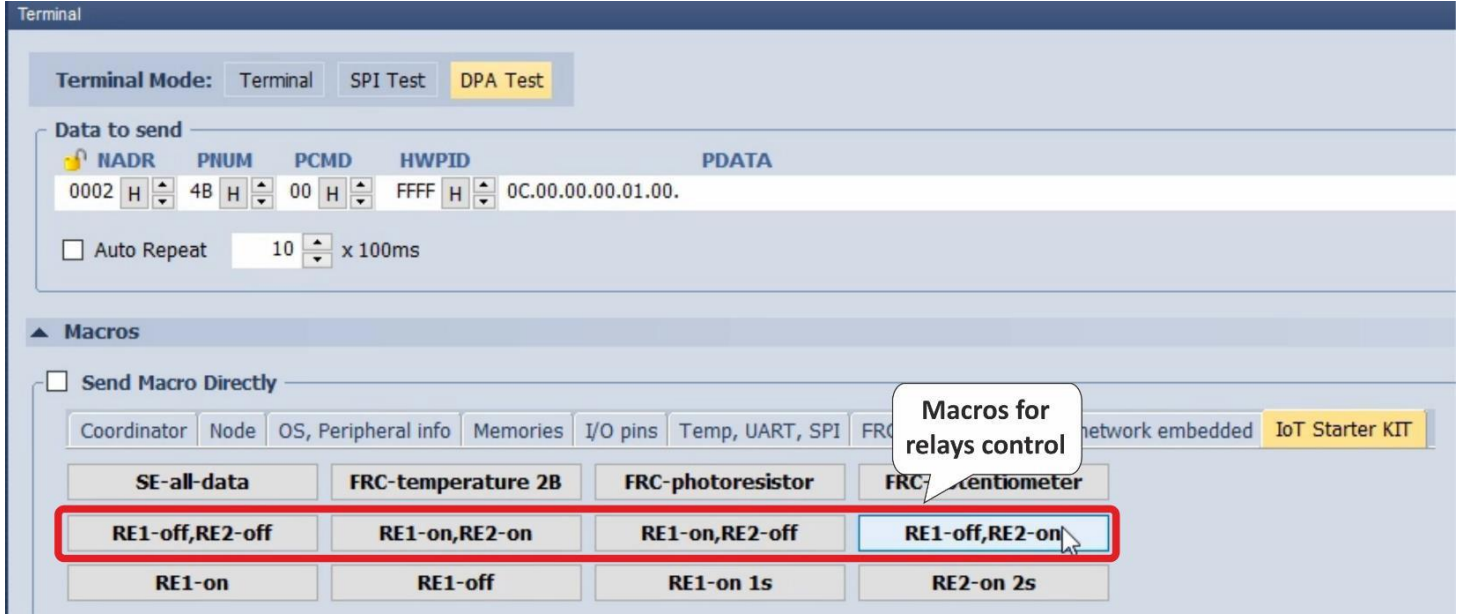 Terminal
Terminal Mode: Terminal SPI Test DPA Test
Data to send
NADR PNUM PCMD HWPID PDATA
0002 H 4B H 00 H FFFF H 0C.00.00.00.01.00.
Auto Repeat 10 x 100ms
Macros
Send Macro Directly
Macros for
relays control
Coordinator Node OS, Peripheral info Memories I/O pins Temp, UART, SPI FRC embedded IoT Starter KIT
SE-all-data FRC-temperature 2B FRC-photoresistor
RE1-off,RE2-off RE1-on,RE2-on RE1-on,RE2-off RE1-off,RE2-on
RE1-on RE1-off RE1-on 1s RE2-on 2s